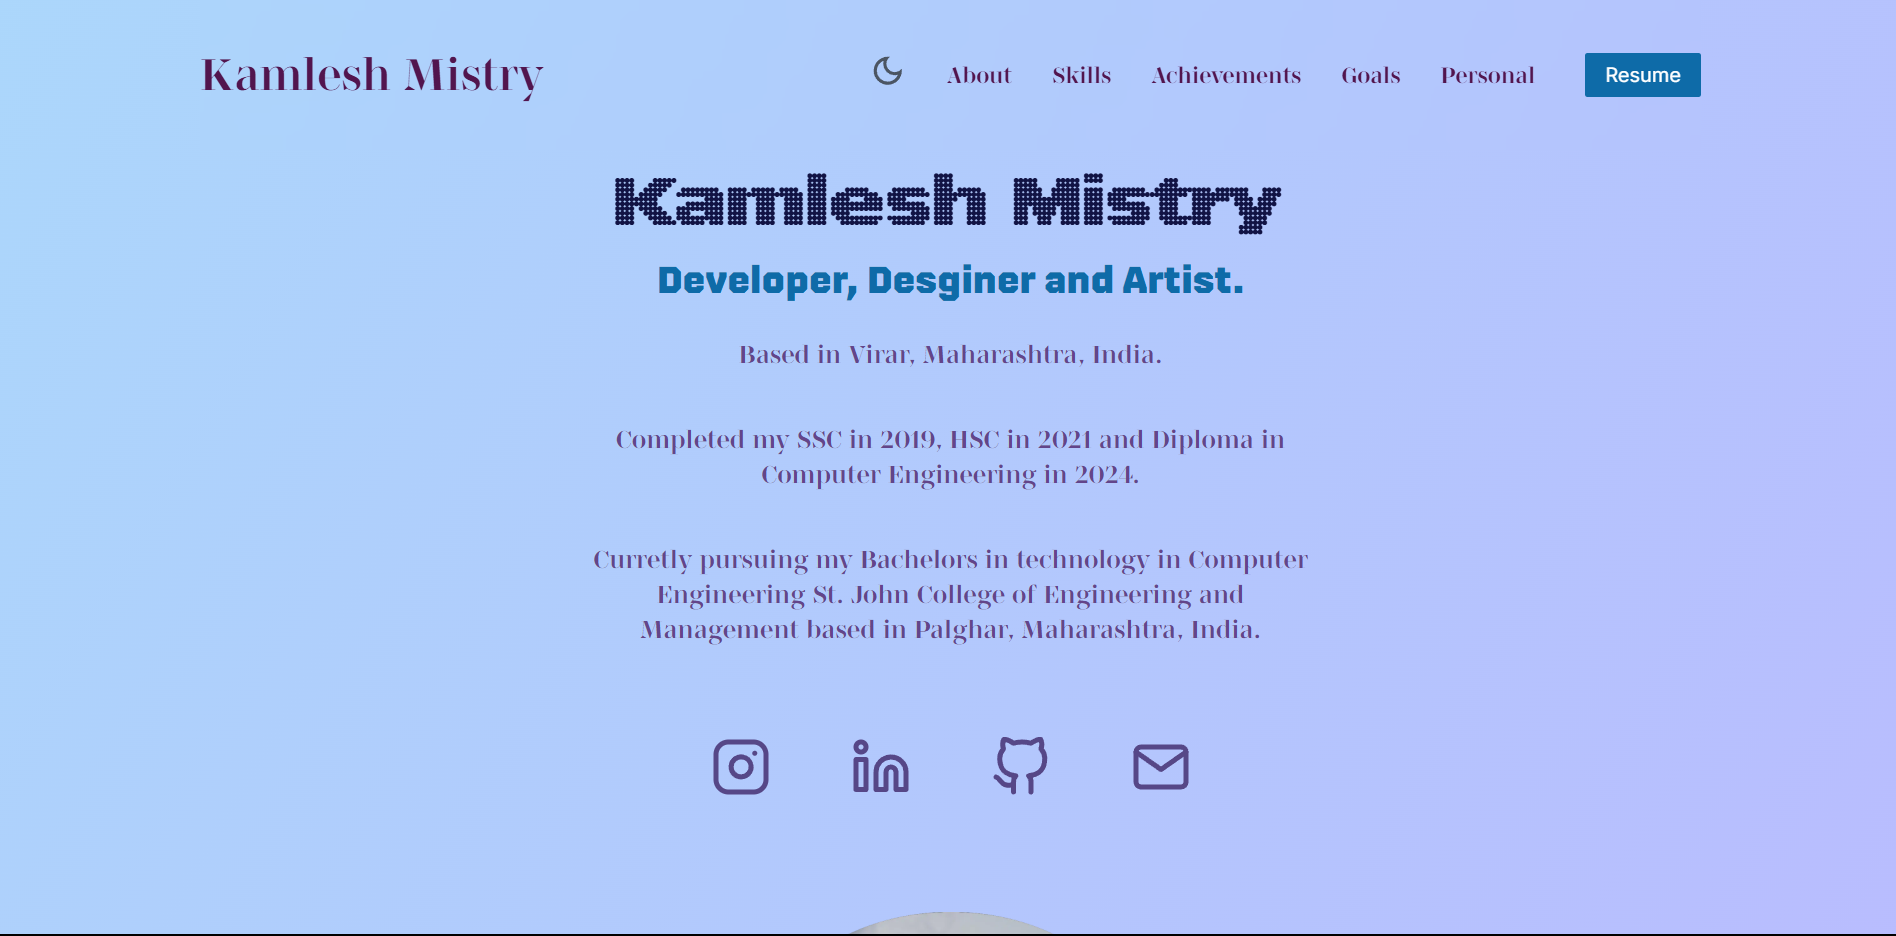 Kamlesh Mistry
About Skills Achievements Goals Personal Resume
Kamlesh Mistry
Developer, Desginer and Artist.
Based in Virar, Maharashtra, India.
Completed my SSC in 2019, HSC in 2021 and Diploma in
Computer Engineering in 2024.
Curretly pursuing my Bachelors in technology in Computer
Engineering St. John College of Engineering and
Management based in Palghar, Maharashtra, India.